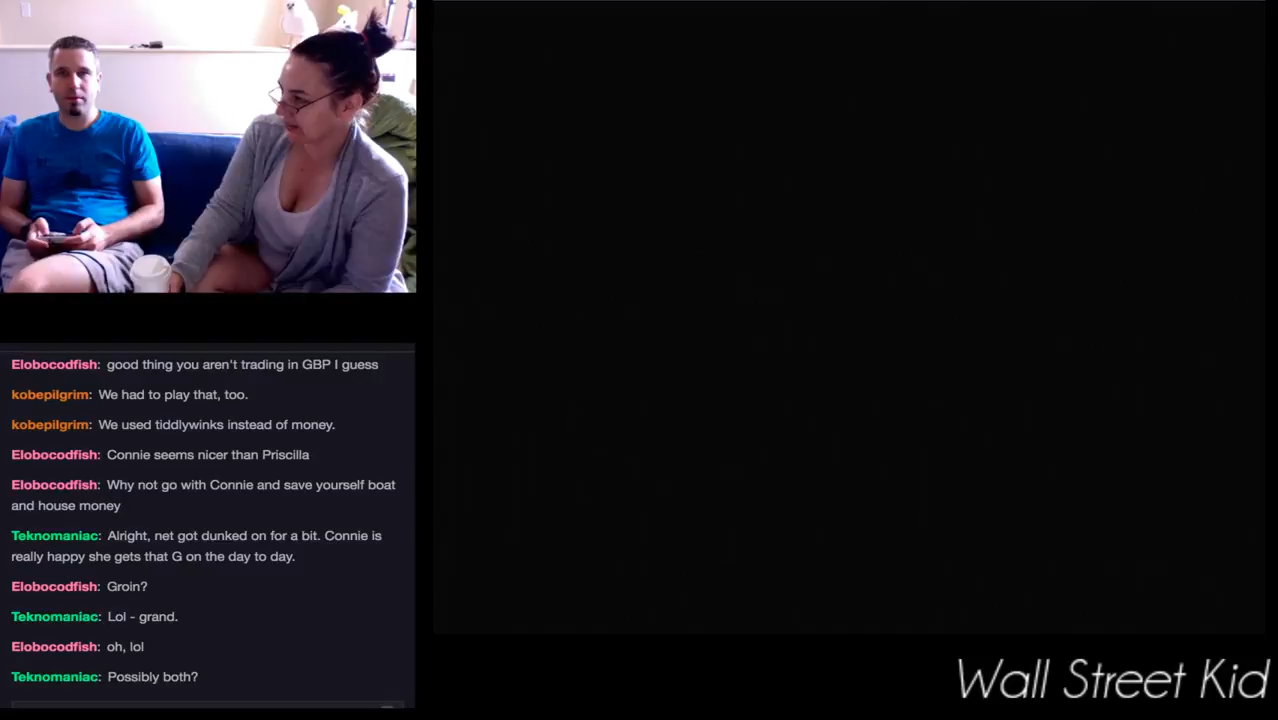 Elobocodfish: good thing you aren't trading in GBP I guess
kobepilgrim: We had to play that, too.
kobepilgrim: We used tiddlywinks instead of money.
Elobocodfish: Connie seems nicer than Priscilla
Elobocodfish: Why not go with Connie and save yourself boat
and house money
Teknomaniac: Alright, net got dunked on for a bit. Connie is
really happy she gets that G on the day to day.
Elobocodfish: Groin?
Teknomaniac: Lol - grand.
Elobocodfish: oh, lol
Teknomaniac: Possibly both?
Wall Street Kid